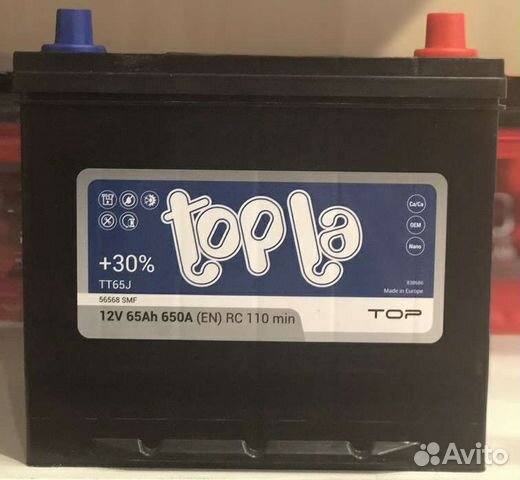 topla
Ca/Ca
OEM
Nano
+30%
TT65J
838686
Made in Europe
56568 SMF
12V 65Ah 650A (EN) RC 110 min
TOP
Avito